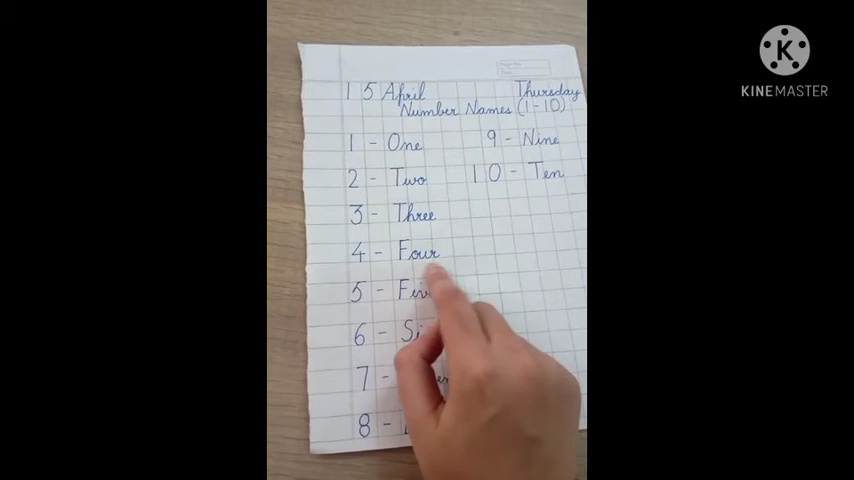 15 April Thursday
Number Names (1-10)
1 - One
2 - Two
3 - Three
4 - Four
5 -
6 -
7 -
8 -
9 - Nine
10 - Ten
KINEMASTER